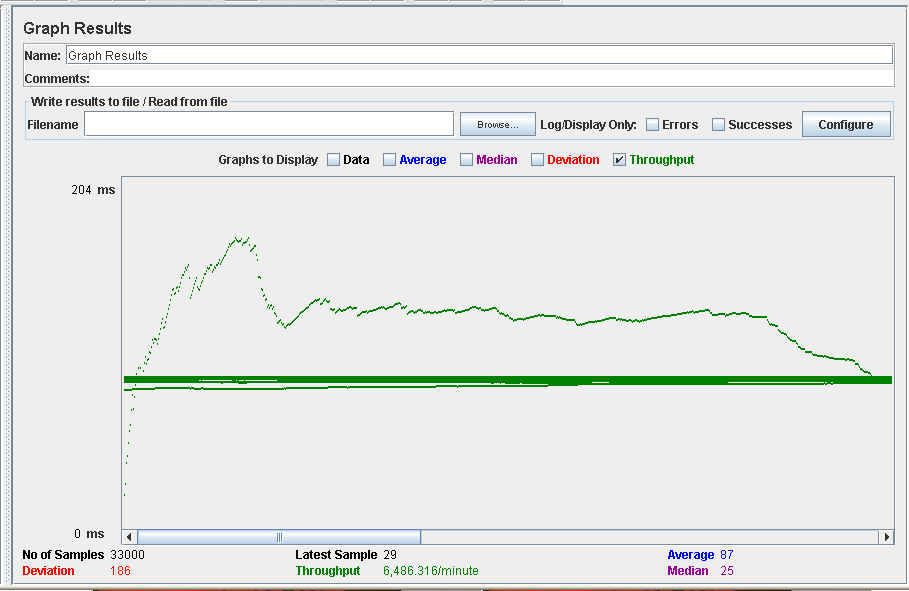 Graph Results
Name: Graph Results
Comments:
Write results to file / Read from file
Filename Browse... Log/Display Only: Errors Successes Configure
Graphs to Display Data Average Median Deviation Throughput
204 ms
0 ms
No of Samples 33000 Latest Sample 29 Average 87
Deviation 186 Throughput 6,486.316/minute Median 25